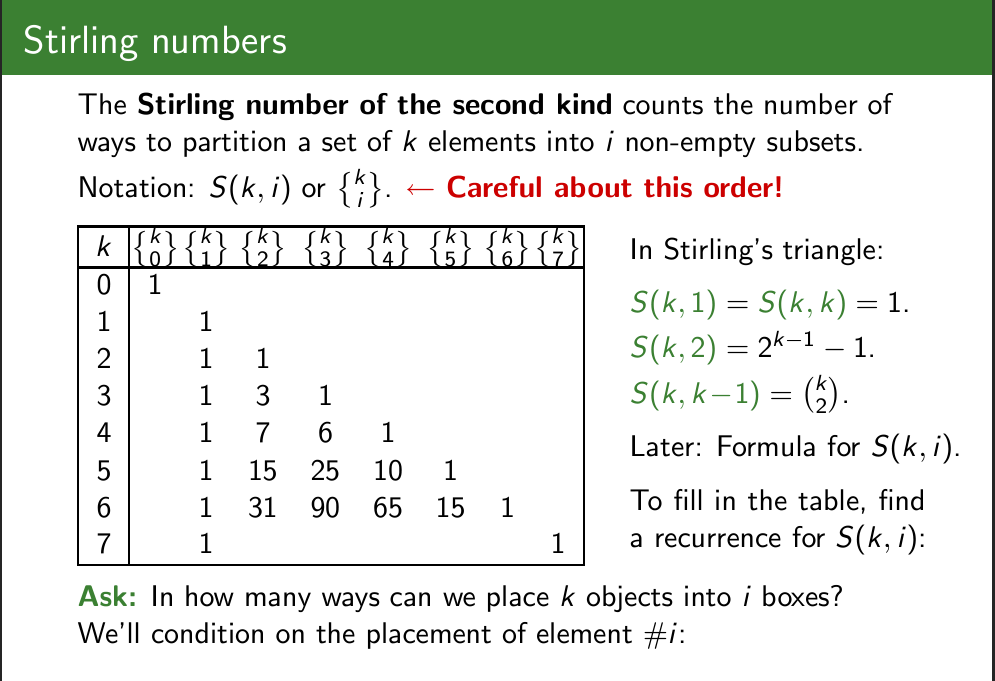 Stirling numbers
The Stirling number of the second kind counts the number of
ways to partition a set of k elements into i non-empty subsets.
Notation: S(k, i) or {k i}. ← Careful about this order!
k {k 0} {k 1} {k 2} {k 3} {k 4} {k 5} {k 6} {k 7}
0 1
1 1
2 1 1
3 1 3 1
4 1 7 6 1
5 1 15 25 10 1
6 1 31 90 65 15 1
7 1 1
In Stirling's triangle:
S(k, 1) = S(k, k) = 1.
S(k, 2) = 2^{k−1} − 1.
S(k, k−1) = (k 2).
Later: Formula for S(k, i).
To fill in the table, find
a recurrence for S(k, i):
Ask: In how many ways can we place k objects into i boxes?
We'll condition on the placement of element #i: